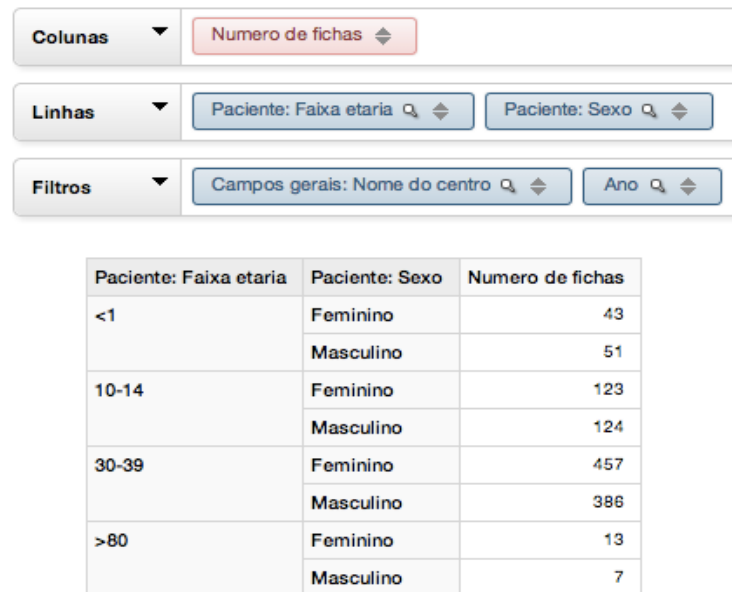 Colunas Numero de fichas
Linhas Paciente: Faixa etaria Paciente: Sexo
Filtros Campos gerais: Nome do centro Ano
Paciente: Faixa etaria Paciente: Sexo Numero de fichas
<1 Feminino 43
Masculino 51
10-14 Feminino 123
Masculino 124
30-39 Feminino 457
Masculino 386
>80 Feminino 13
Masculino 7